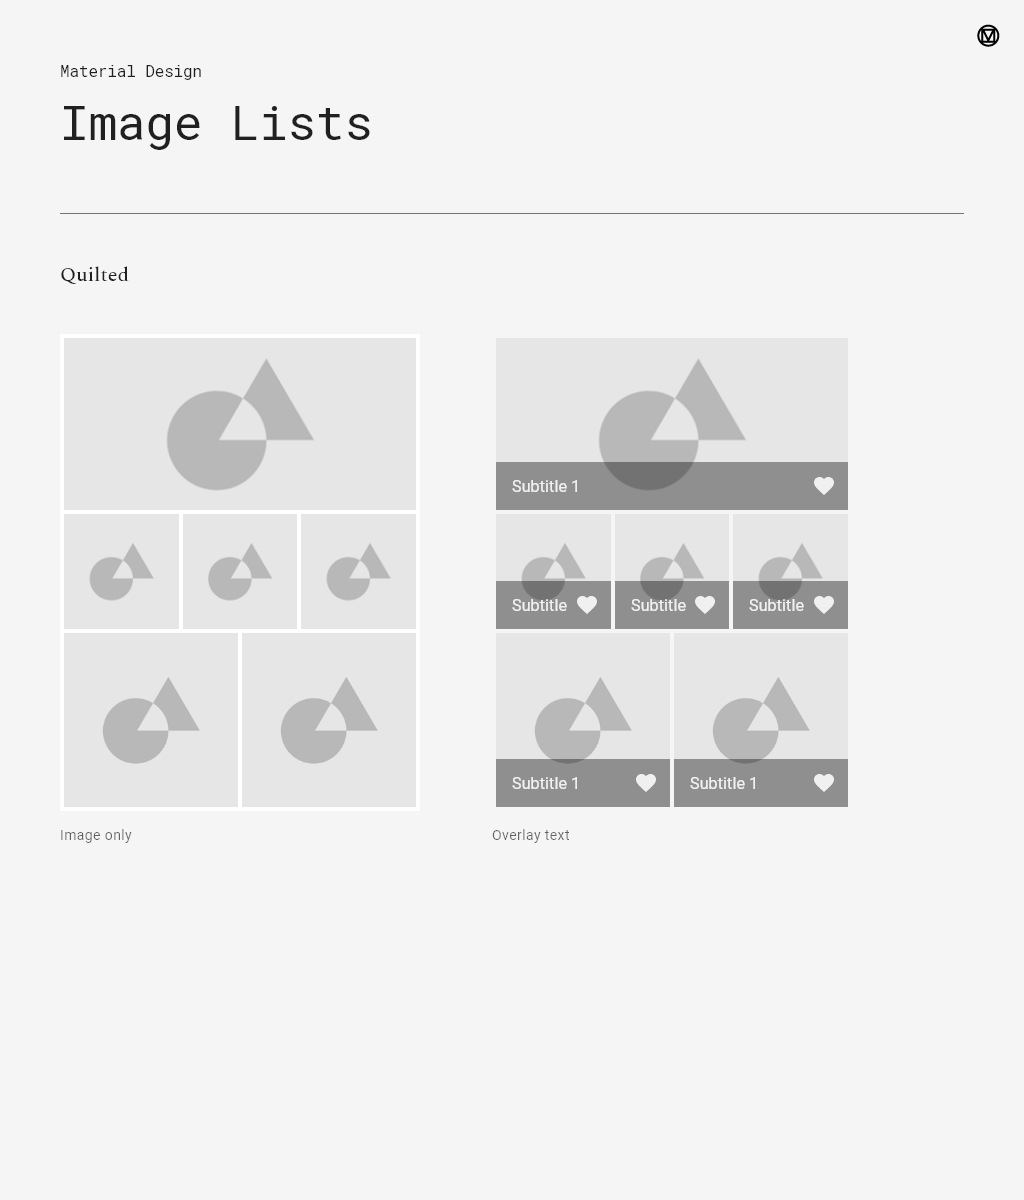 Material Design
Image Lists
Quilted
Subtitle 1
Subtitle
Subtitle
Subtitle
Subtitle 1
Subtitle 1
Image only
Overlay text